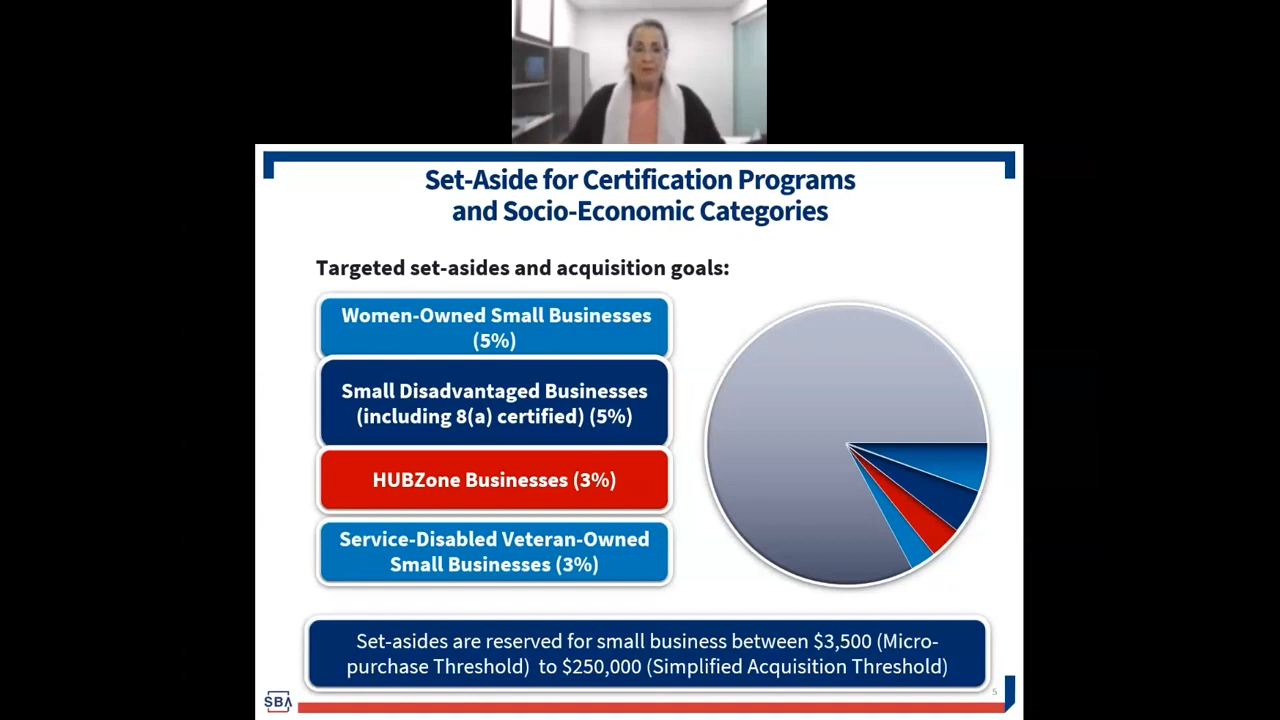 Set-Aside for Certification Programs
and Socio-Economic Categories
Targeted set-asides and acquisition goals:
Women-Owned Small Businesses
(5%)
Small Disadvantaged Businesses
(including 8(a) certified) (5%)
HUBZone Businesses (3%)
Service-Disabled Veteran-Owned
Small Businesses (3%)
Set-asides are reserved for small business between $3,500 (Micro-
purchase Threshold) to $250,000 (Simplified Acquisition Threshold)
5
SBA